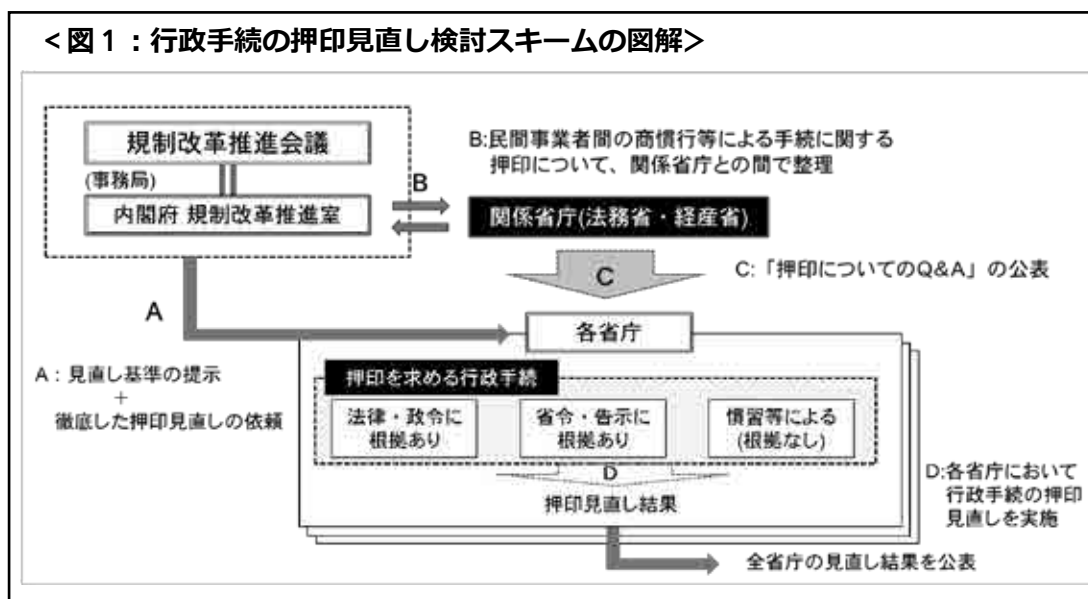 <図1:行政手続の押印見直し検討スキームの図解>
規制改革推進会議
(事務局)
内閣府 規制改革推進室
B
B:民間事業者間の商慣行等による手続に関する
押印について、関係省庁との間で整理
関係省庁(法務省・経産省)
C
C:「押印についてのQ&A」の公表
A
各省庁
A:見直し基準の提示
+
徹底した押印見直しの依頼
押印を求める行政手続
法律・政令に
根拠あり
省令・告示に
根拠あり
慣習等による
(根拠なし)
D
押印見直し結果
D:各省庁において
行政手続の押印
見直しを実施
全省庁の見直し結果を公表